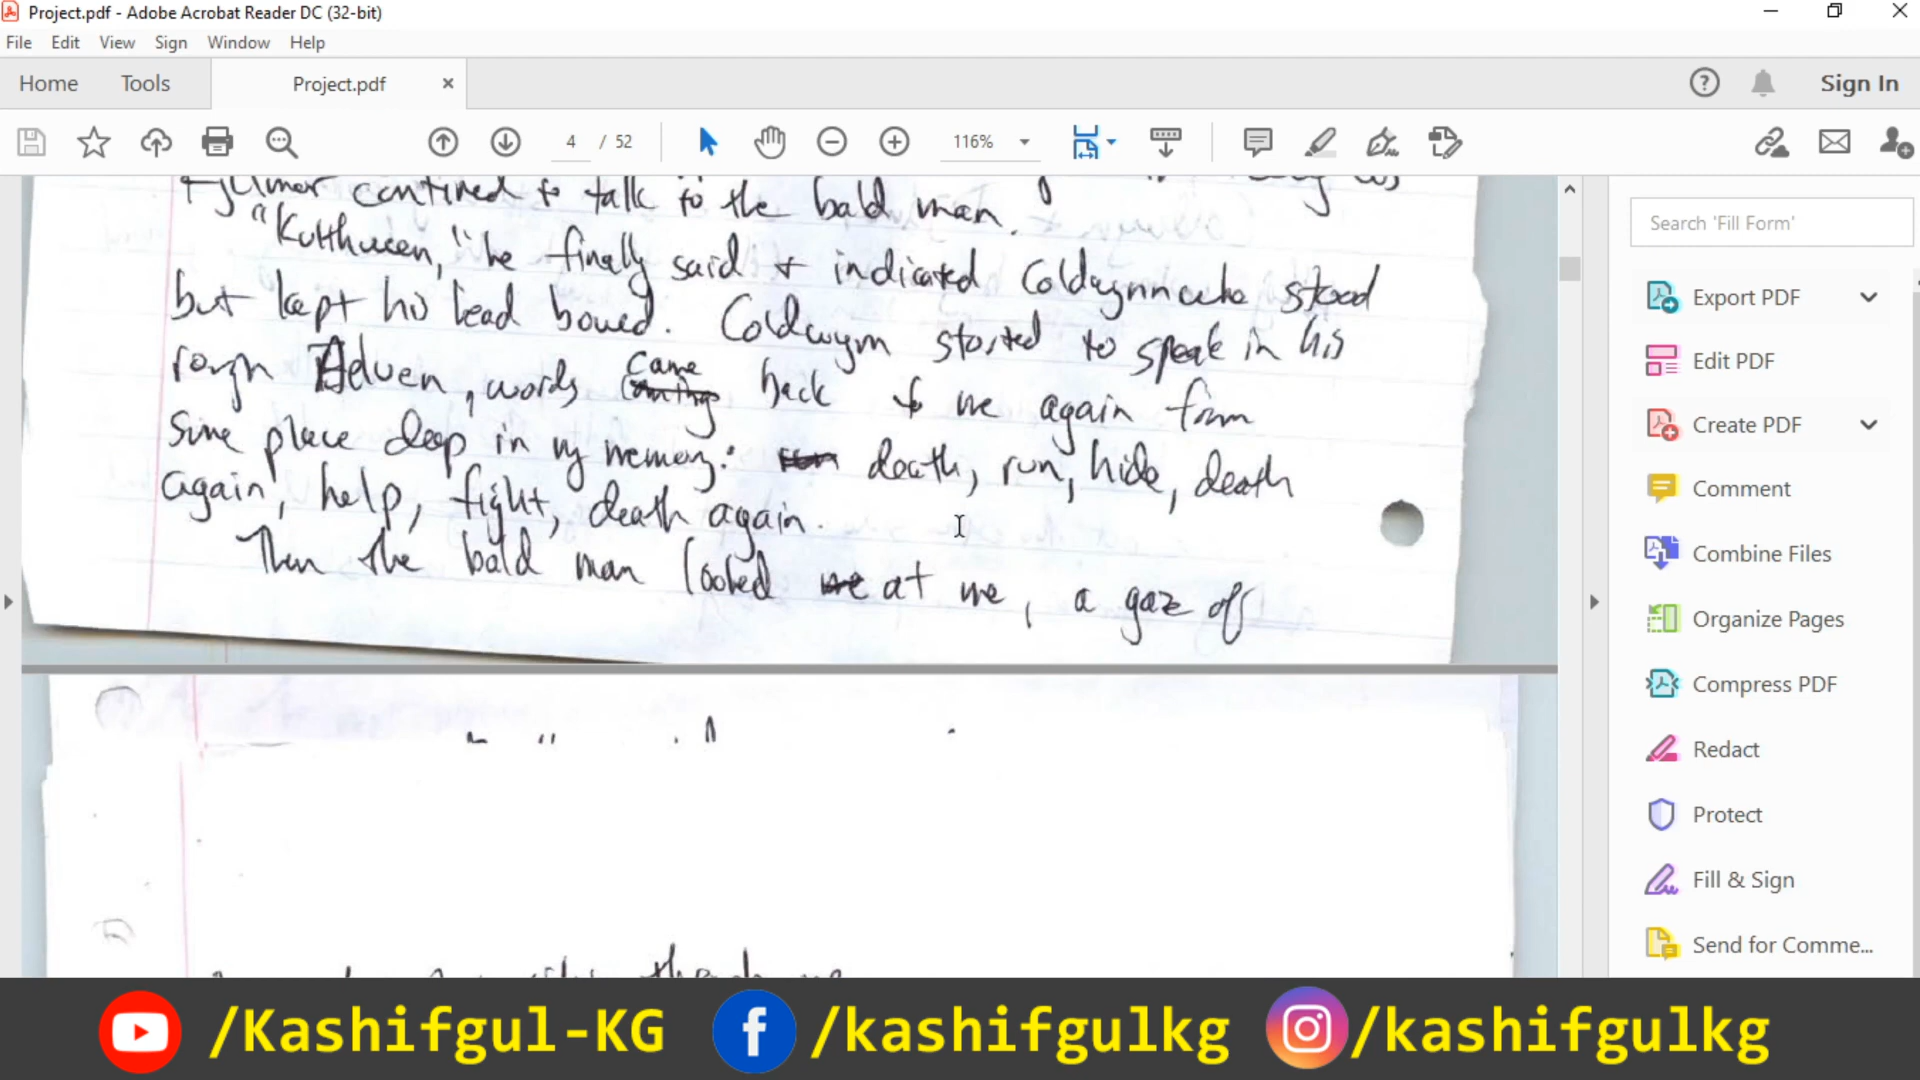 Project.pdf - Adobe Acrobat Reader DC (32-bit)
File Edit View Sign Window Help
Home Tools Project.pdf Sign In
4 / 52 116%
continued to talk to the bald man.
he finally said & indicated stood
but kept his head bowed. Coldwynn started to speak in his
rough words came back to me again from
some place deep in my memory: death, run, hide, death
again, help, fight, death again.
Then the bald man looked at me, a gaze of
Search 'Fill Form'
Export PDF
Edit PDF
Create PDF
Comment
Combine Files
Organize Pages
Compress PDF
Redact
Protect
Fill & Sign
Send for Comme...
/Kashifgul-KG /kashifgulkg /kashifgulkg